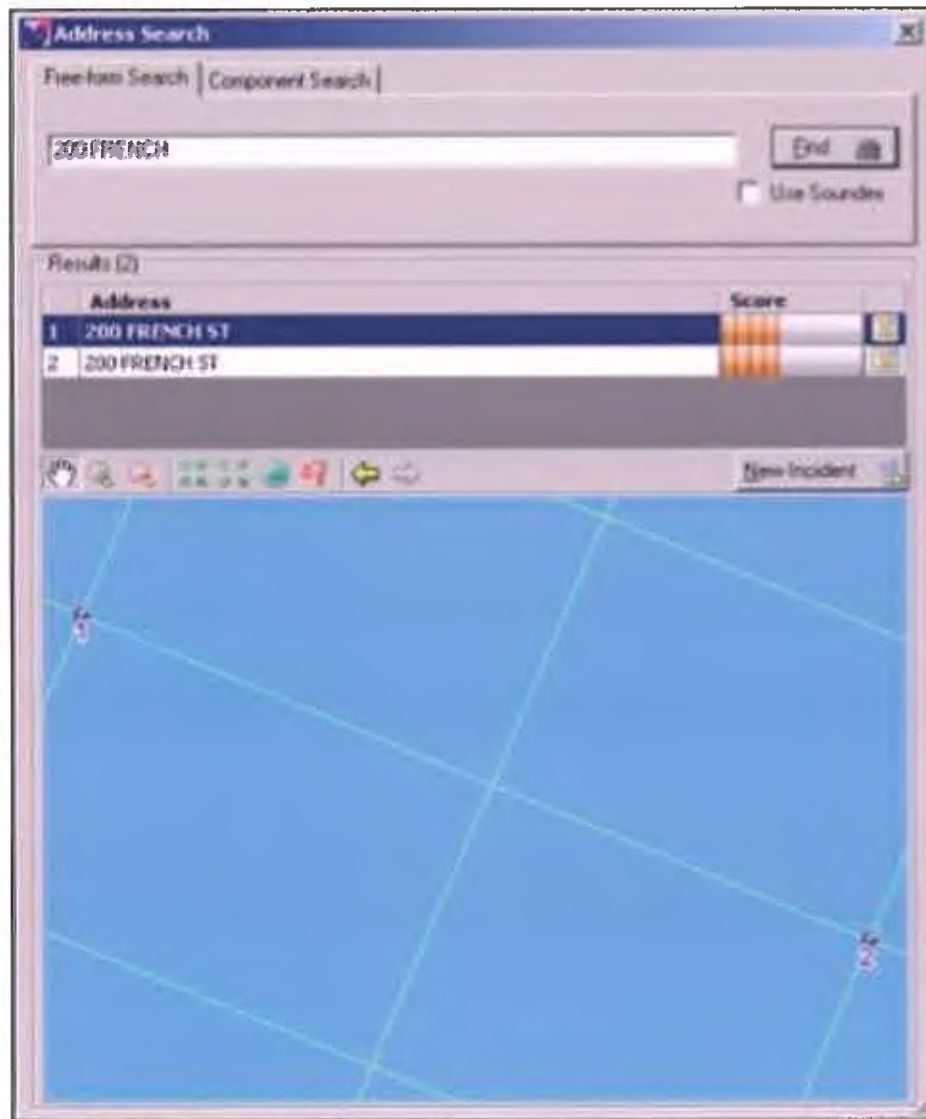 Address Search
Free-form Search Component Search
200 FRENCH
Find
Use Soundex
Results (2)
Address Score
1 200 FRENCH ST
2 200 FRENCH ST
New Incident
1
2